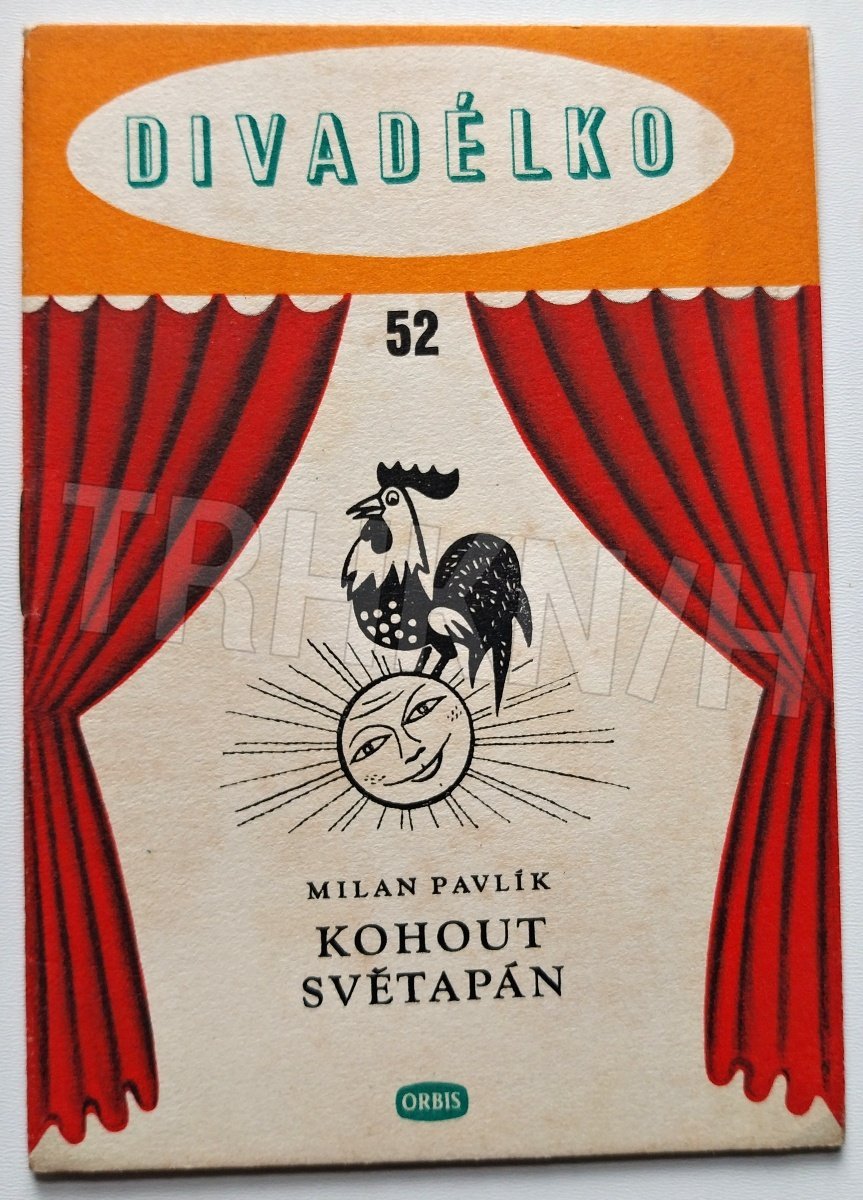 DIVADÉLKO
52
MILAN PAVLÍK
KOHOUT
SVĚTAPÁN
ORBIS